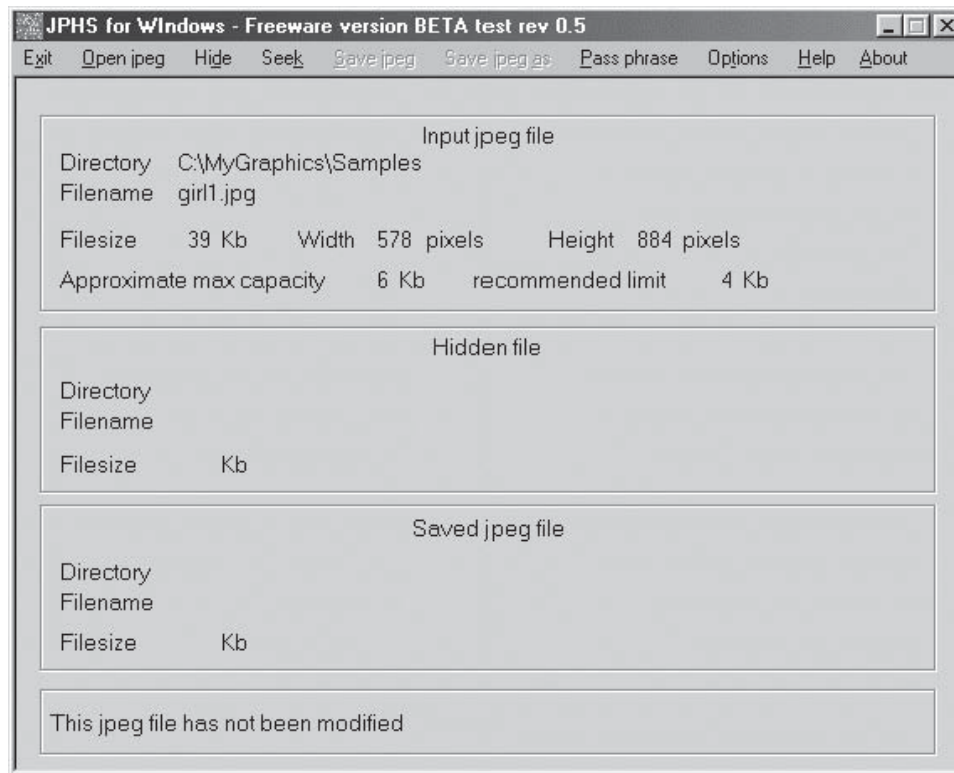 JPHS for WIndows - Freeware version BETA test rev 0.5
Exit Open jpeg Hide Seek Save jpeg Save jpeg as Pass phrase Options Help About
Input jpeg file
Directory C:\MyGraphics\Samples
Filename girl1.jpg
Filesize 39 Kb Width 578 pixels Height 884 pixels
Approximate max capacity 6 Kb recommended limit 4 Kb
Hidden file
Directory
Filename
Filesize Kb
Saved jpeg file
Directory
Filename
Filesize Kb
This jpeg file has not been modified